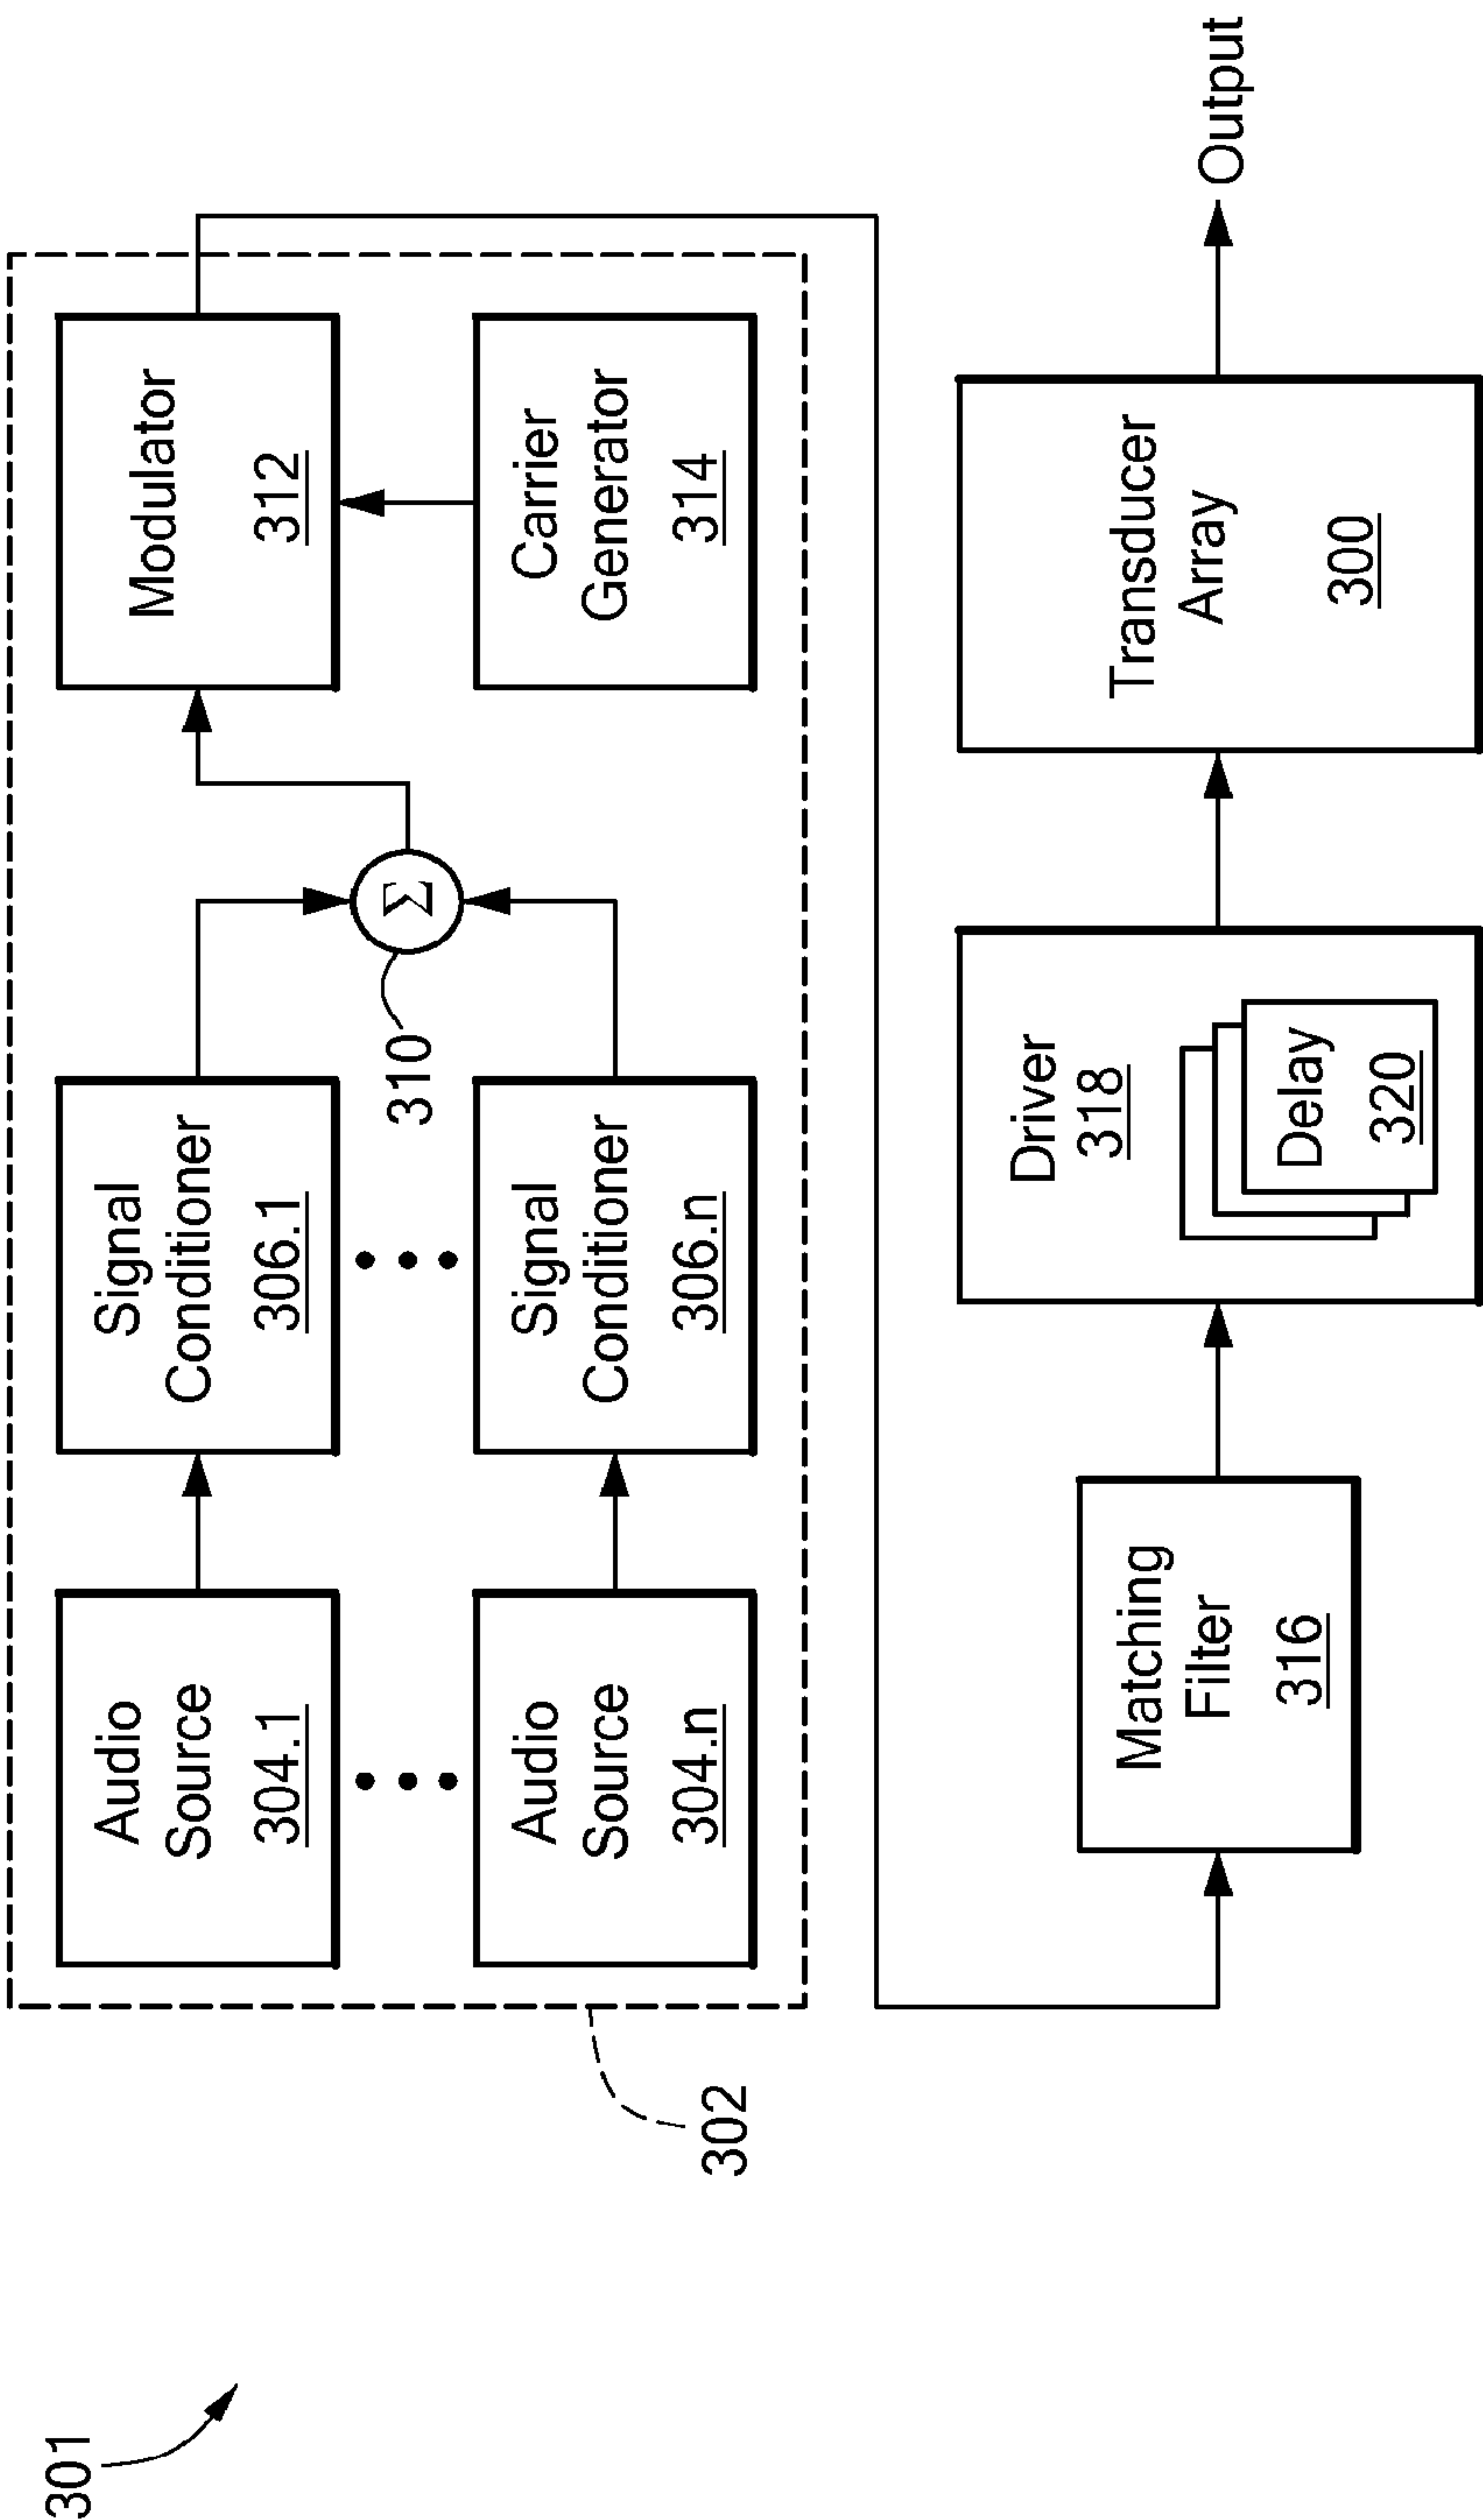 301
302
Audio
Source
304.1
Signal
Conditioner
306.1
Modulator
312
310
Σ
Audio
Source
304.n
Signal
Conditioner
306.n
Carrier
Generator
314
Matching
Filter
316
Driver
318
Delay
320
Transducer
Array
300
Output